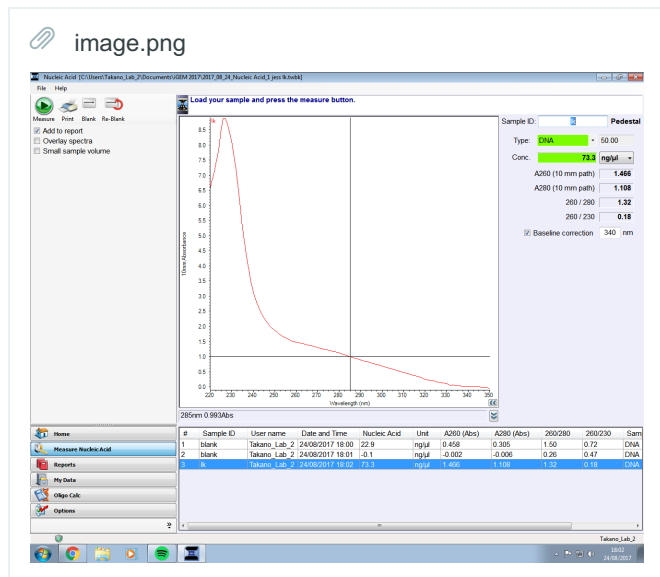 image.png
Nucleic Acid [C:\Users\Takano_Lab_2\Documents\iGEM 2017\2017_08_24_Nucleic Acid_1 jess lk.twbk]
File Help
Measure Print Blank Re-Blank
Load your sample and press the measure button.
Add to report
Overlay spectra
Small sample volume
Sample ID: lk Pedestal
Type: DNA - 50.00
Conc. 73.3 ng/µl
A260 (10 mm path) 1.466
A280 (10 mm path) 1.108
260 / 280 1.32
260 / 230 0.18
Baseline correction 340 nm
lk
8.5
8.0
7.5
7.0
6.5
6.0
5.5
5.0
4.5
4.0
3.5
3.0
2.5
2.0
1.5
1.0
0.5
0.0
10mm Absorbance
220 230 240 250 260 270 280 290 300 310 320 330 340 350
Wavelength (nm)
285nm 0.993Abs
Home
Measure Nucleic Acid
Reports
My Data
Oligo Calc
Options
# Sample ID User name Date and Time Nucleic Acid Unit A260 (Abs) A280 (Abs) 260/280 260/230 Sam
1 blank Takano_Lab_2 24/08/2017 18:00 22.9 ng/µl 0.458 0.305 1.50 0.72 DNA
2 blank Takano_Lab_2 24/08/2017 18:01 -0.1 ng/µl -0.002 -0.006 0.26 0.47 DNA
3 lk Takano_Lab_2 24/08/2017 18:02 73.3 ng/µl 1.466 1.108 1.32 0.18 DNA
Takano_Lab_2
18:02
24/08/2017